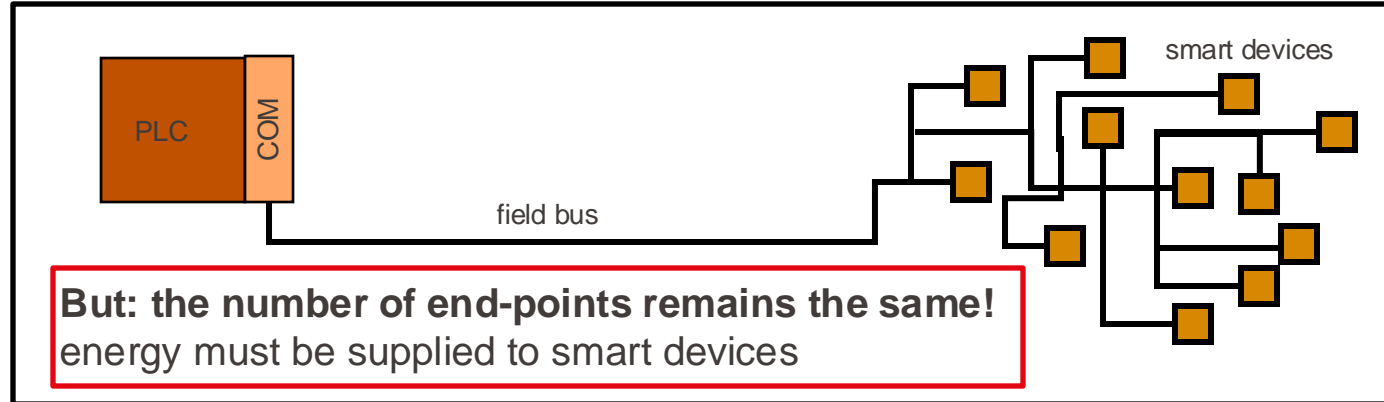 smart devices
PLC
COM
field bus
But: the number of end-points remains the same!
energy must be supplied to smart devices